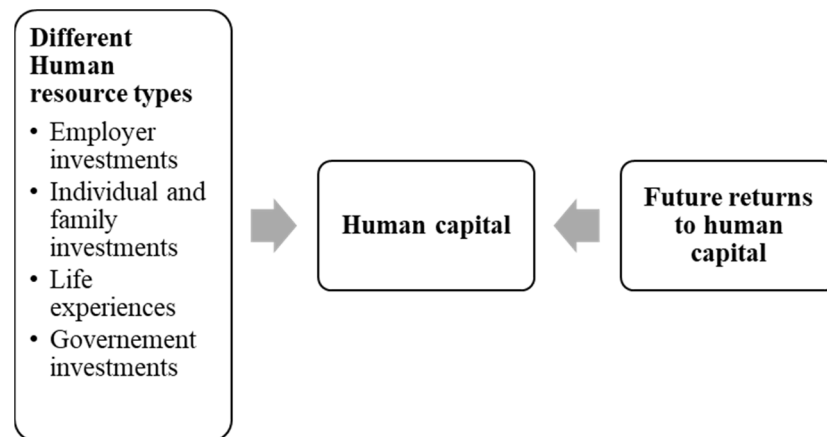 Different
Human
resource types
• Employer
investments
• Individual and
family
investments
• Life
experiences
• Governement
investments
Human capital
Future returns
to human
capital